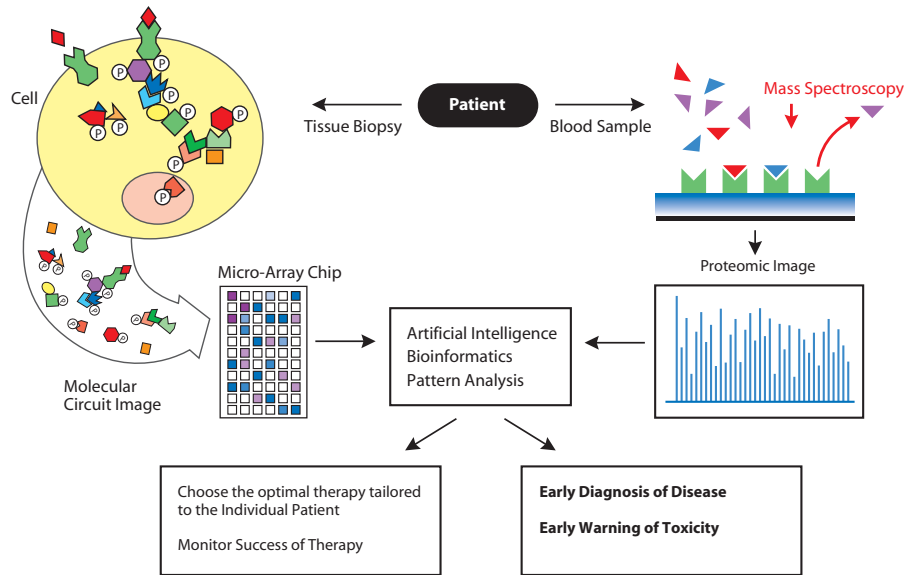 P
P
P
P
P
P
P
P
P
P
Cell
Patient
Tissue Biopsy
Blood Sample
Mass Spectroscopy
Proteomic Image
Micro-Array Chip
P
P
P
P
P
P
P
P
P
Molecular
Circuit Image
Artificial Intelligence
Bioinformatics
Pattern Analysis
Choose the optimal therapy tailored
to the Individual Patient
Monitor Success of Therapy
Early Diagnosis of Disease
Early Warning of Toxicity